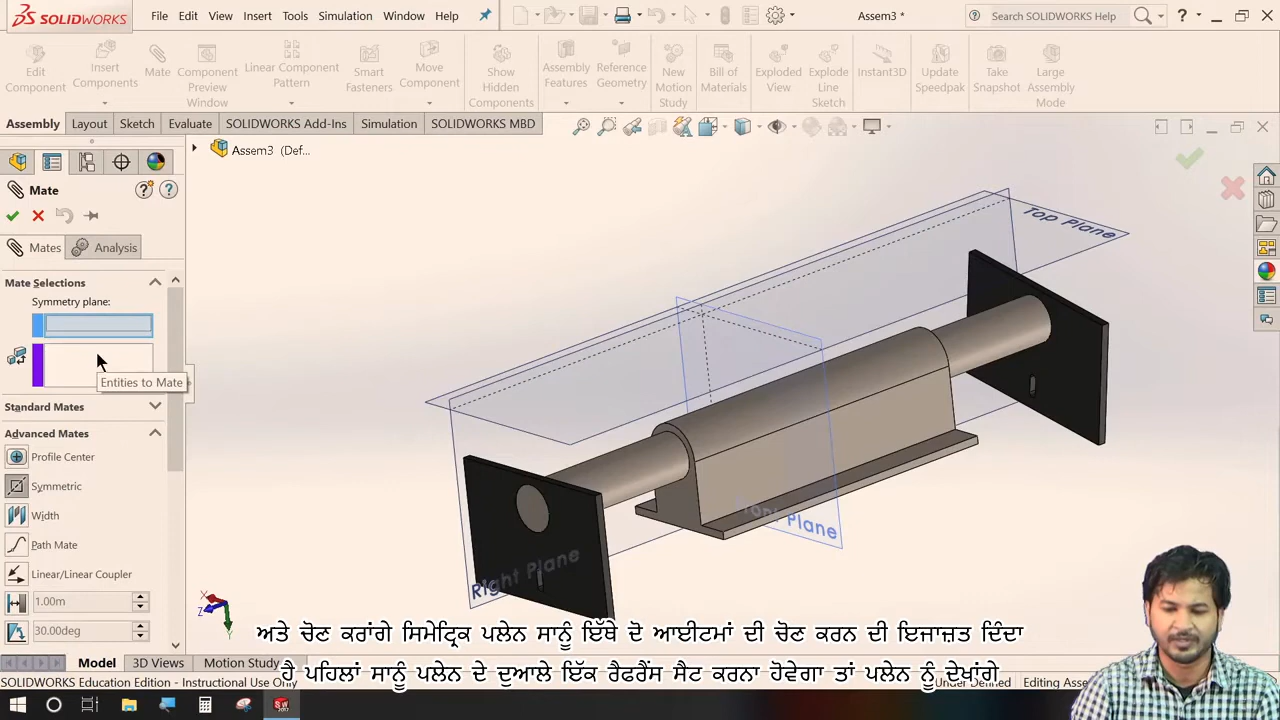 SOLIDWORKS File Edit View Insert Tools Simulation Window Help Assem3 * Search SOLIDWORKS Help
Edit Component
Insert Components
Mate
Component Preview Window
Linear Component Pattern
Smart Fasteners
Move Component
Show Hidden Components
Assembly Features
Reference Geometry
New Motion Study
Bill of Materials
Exploded View
Explode Line Sketch
Instant3D
Update Speedpak
Take Snapshot
Large Assembly Mode
Assembly Layout Sketch Evaluate SOLIDWORKS Add-Ins Simulation SOLIDWORKS MBD
Assem3 (Def...
Mate
Mates Analysis
Mate Selections
Symmetry plane:
Entities to Mate
Standard Mates
Advanced Mates
Profile Center
Symmetric
Width
Path Mate
Linear/Linear Coupler
1.00m
30.00deg
Top Plane
Front Plane
Right Plane
ਅਤੇ ਚੋਣ ਕਰਾਂਗੇ ਸਿਮੇਟ੍ਰਿਕ ਪਲੇਨ ਸਾਨੂੰ ਇੱਥੇ ਦੋ ਆਈਟਮਾਂ ਦੀ ਚੋਣ ਕਰਨ ਦੀ ਇਜਾਜ਼ਤ ਦਿੰਦਾ
ਹੈ ਪਹਿਲਾਂ ਸਾਨੂੰ ਪਲੇਨ ਦੇ ਦੁਆਲੇ ਇੱਕ ਰੈਫਰੈਂਸ ਸੈਟ ਕਰਨਾ ਹੋਵੇਗਾ ਤਾਂ ਪਲੇਨ ਨੂੰ ਦੇਖਾਂਗੇ
Model 3D Views Motion Study
SOLIDWORKS Education Edition - Instructional Use Only Under Defined Editing Assem